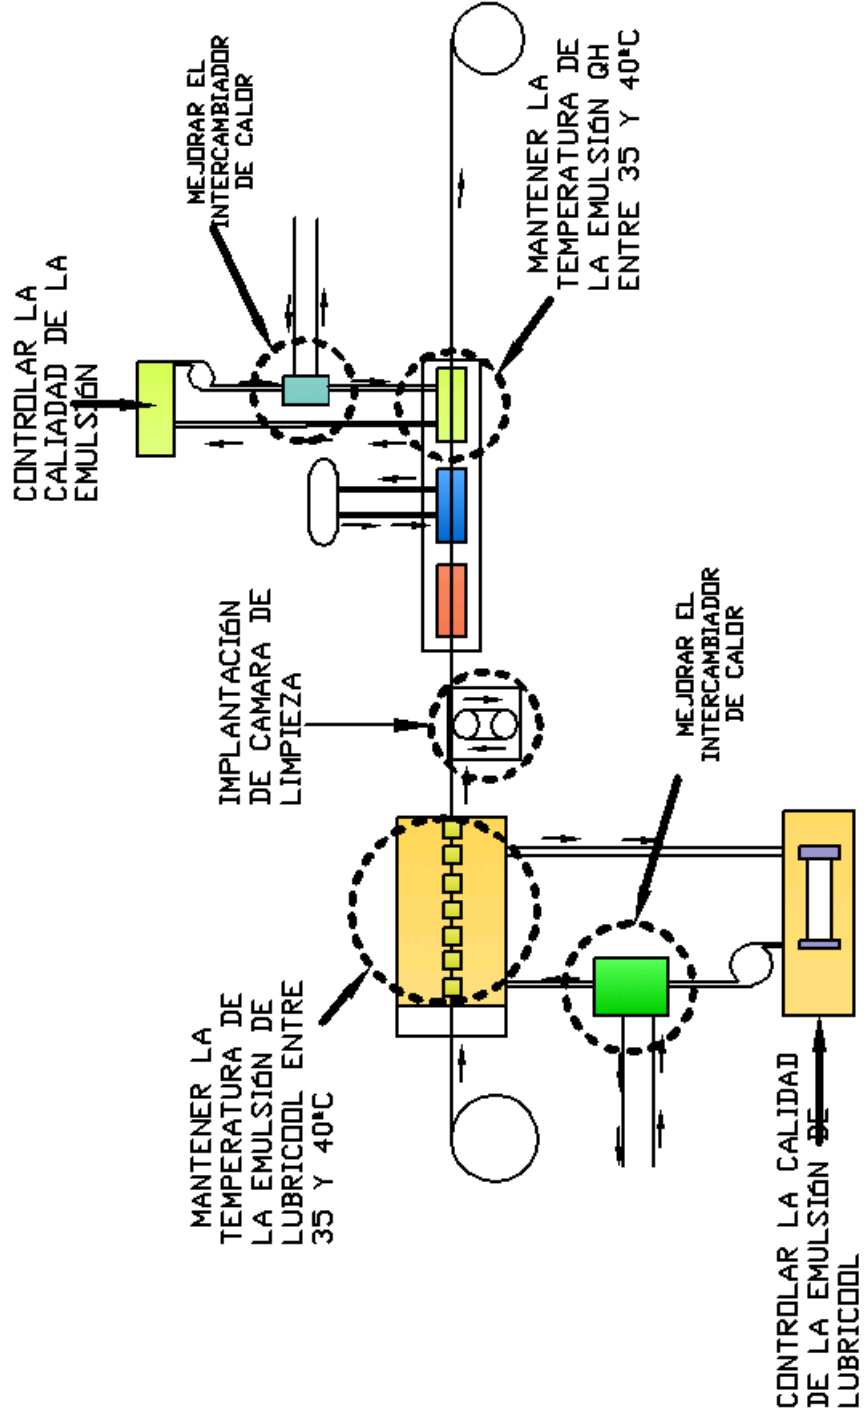 CONTROLAR LA
CALIADAD DE LA
EMULSIÓN
MANTENER LA
TEMPERATURA DE
LA EMULSIÓN DE
LUBRICOOL ENTRE
35 Y 40ºC
IMPLANTACIÓN
DE CAMARA DE
LIMPIEZA
MEJORAR EL
INTERCAMBIADOR
DE CALOR
MANTENER LA
TEMPERATURA DE
LA EMULSIÓN QH
ENTRE 35 Y 40ºC
MEJORAR EL
INTERCAMBIADOR
DE CALOR
CONTROLAR LA CALIDAD
DE LA EMULSIÓN DE
LUBRICOOL